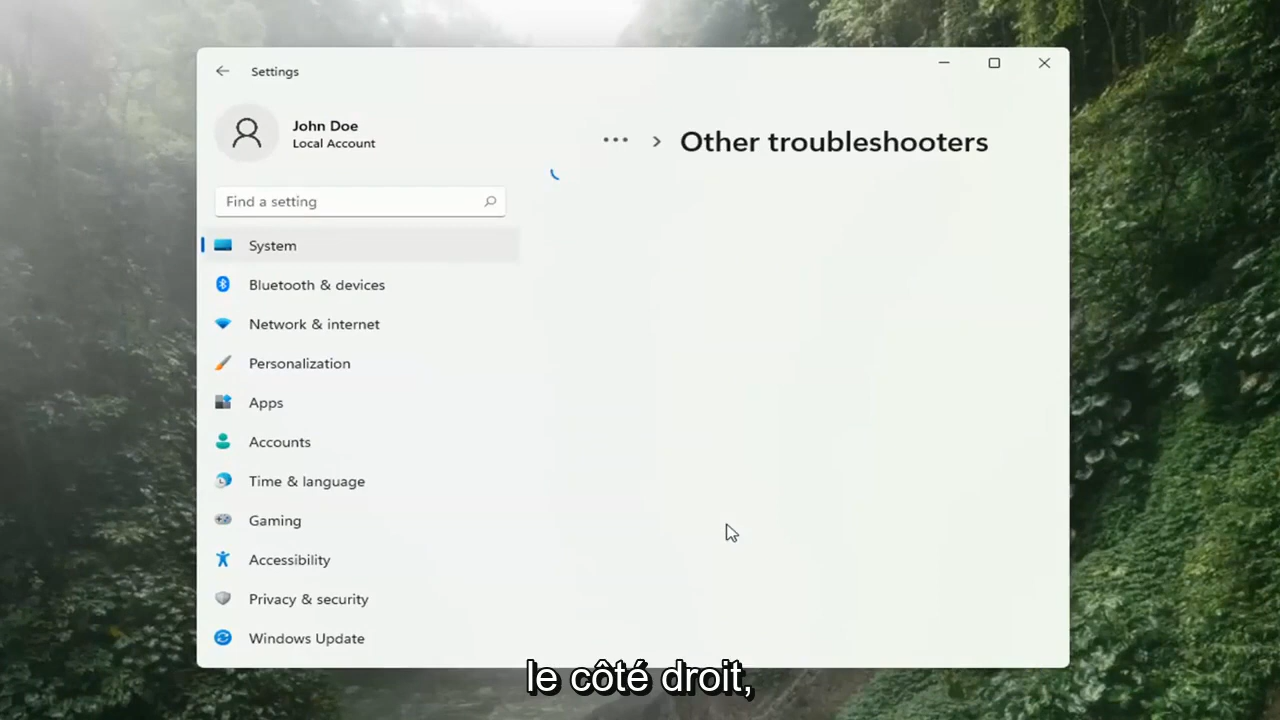 Settings
John Doe
Local Account
... > Other troubleshooters
Find a setting
System
Bluetooth & devices
Network & internet
Personalization
Apps
Accounts
Time & language
Gaming
Accessibility
Privacy & security
Windows Update
le côté droit,